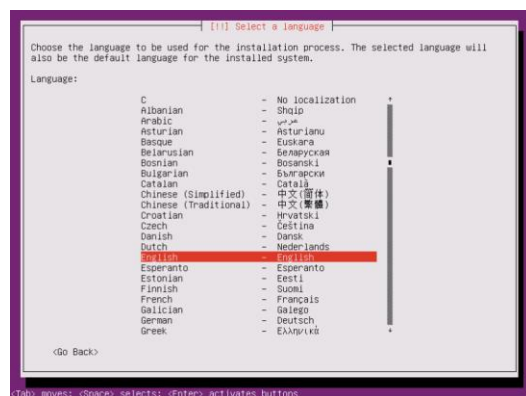 [!!] Select a language
Choose the language to be used for the installation process. The selected language will
also be the default language for the installed system.
Language:
C - No localization
Albanian - Shqip
Arabic - عربي
Asturian - Asturianu
Basque - Euskara
Belarusian - Беларуская
Bosnian - Bosanski
Bulgarian - Български
Catalan - Català
Chinese (Simplified) - 中文(简体)
Chinese (Traditional) - 中文(繁體)
Croatian - Hrvatski
Czech - Čeština
Danish - Dansk
Dutch - Nederlands
English - English
Esperanto - Esperanto
Estonian - Eesti
Finnish - Suomi
French - Français
Galician - Galego
German - Deutsch
Greek - Ελληνικά
<Go Back>
<Tab> moves; <Space> selects; <Enter> activates buttons